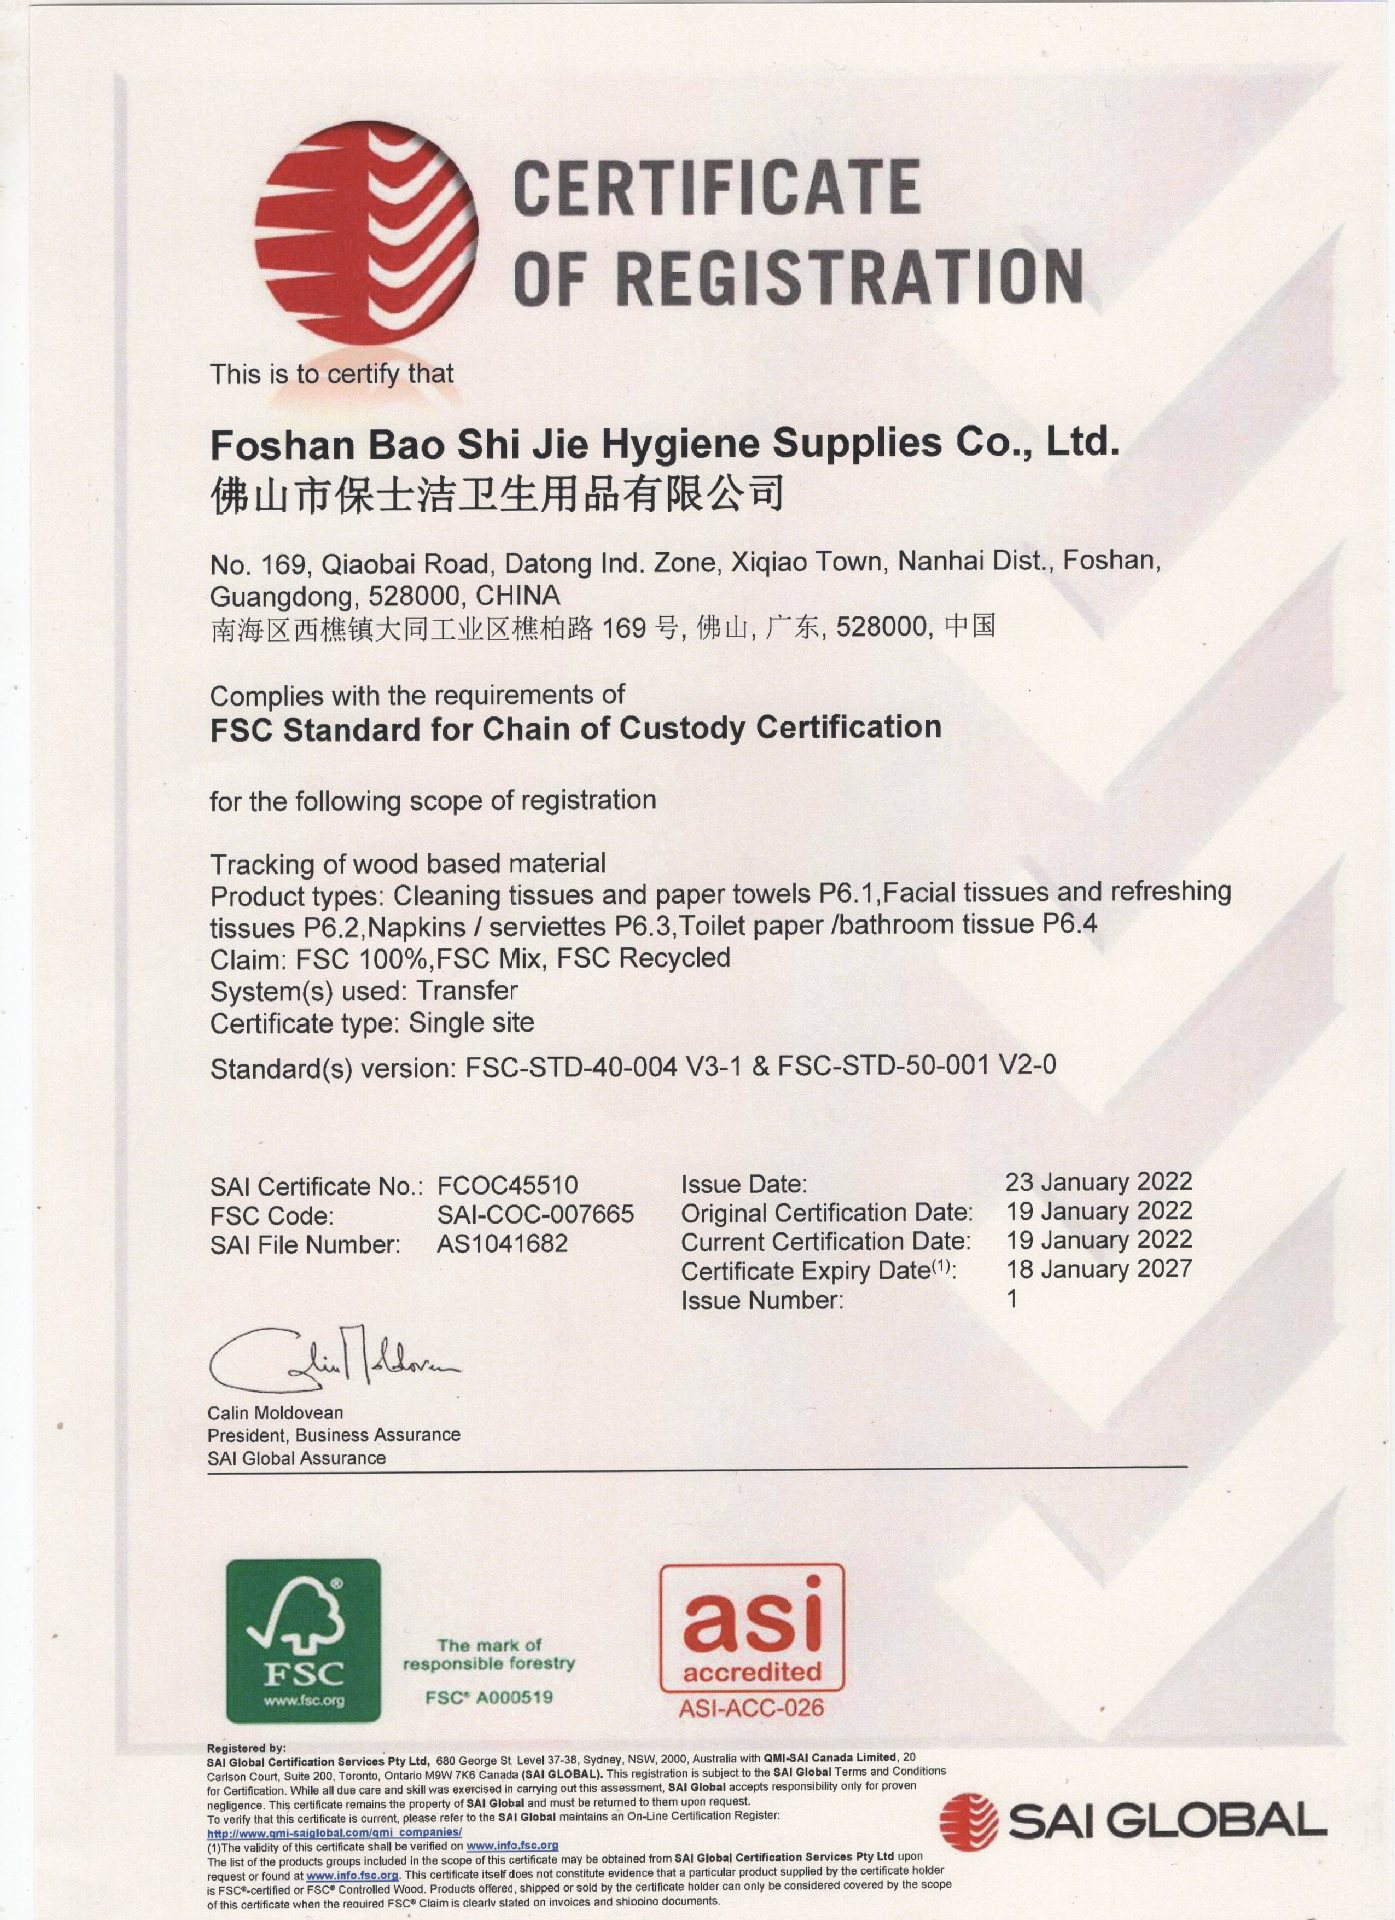 CERTIFICATE
OF REGISTRATION
This is to certify that
Foshan Bao Shi Jie Hygiene Supplies Co., Ltd.
佛山市保士洁卫生用品有限公司
No. 169, Qiaobai Road, Datong Ind. Zone, Xiqiao Town, Nanhai Dist., Foshan,
Guangdong, 528000, CHINA
南海区西樵镇大同工业区樵柏路 169 号, 佛山, 广东, 528000, 中国
Complies with the requirements of
FSC Standard for Chain of Custody Certification
for the following scope of registration
Tracking of wood based material
Product types: Cleaning tissues and paper towels P6.1,Facial tissues and refreshing
tissues P6.2,Napkins / serviettes P6.3,Toilet paper /bathroom tissue P6.4
Claim: FSC 100%,FSC Mix, FSC Recycled
System(s) used: Transfer
Certificate type: Single site
Standard(s) version: FSC-STD-40-004 V3-1 & FSC-STD-50-001 V2-0
SAI Certificate No.: FCOC45510
FSC Code: SAI-COC-007665
SAI File Number: AS1041682
Issue Date: 23 January 2022
Original Certification Date: 19 January 2022
Current Certification Date: 19 January 2022
Certificate Expiry Date(1): 18 January 2027
Issue Number: 1
Calin Moldovean
Calin Moldovean
President, Business Assurance
SAI Global Assurance
®
FSC
www.fsc.org
The mark of
responsible forestry
FSC® A000519
asi
accredited
ASI-ACC-026
Registered by:
SAI Global Certification Services Pty Ltd, 680 George St Level 37-38, Sydney, NSW, 2000, Australia with QMI-SAI Canada Limited, 20
Carlson Court, Suite 200, Toronto, Ontario M9W 7K6 Canada (SAI GLOBAL). This registration is subject to the SAI Global Terms and Conditions
for Certification. While all due care and skill was exercised in carrying out this assessment, SAI Global accepts responsibility only for proven
negligence. This certificate remains the property of SAI Global and must be returned to them upon request.
To verify that this certificate is current, please refer to the SAI Global maintains an On-Line Certification Register:
http://www.qmi-saiglobal.com/qmi_companies/
(1)The validity of this certificate shall be verified on www.info.fsc.org
The list of the products groups included in the scope of this certificate may be obtained from SAI Global Certification Services Pty Ltd upon
request or found at www.info.fsc.org. This certificate itself does not constitute evidence that a particular product supplied by the certificate holder
is FSC®-certified or FSC® Controlled Wood. Products offered, shipped or sold by the certificate holder can only be considered covered by the scope
of this certificate when the required FSC® Claim is clearly stated on invoices and shipping documents.
SAI GLOBAL